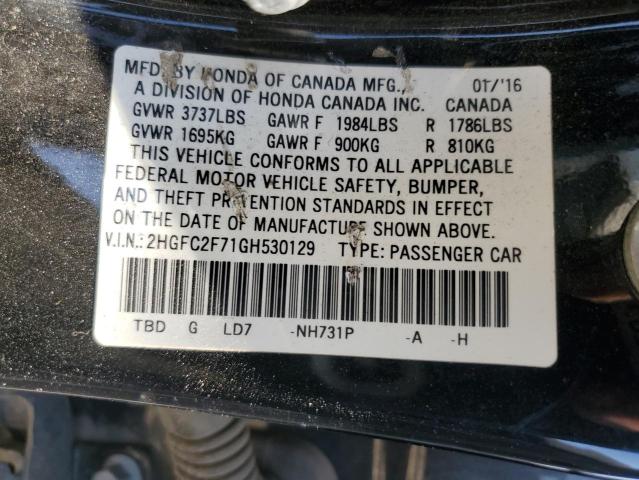 MFD. BY HONDA OF CANADA MFG., 01/'16
A DIVISION OF HONDA CANADA INC. CANADA
GVWR 3737LBS GAWR F 1984LBS R 1786LBS
GVWR 1695KG GAWR F 900KG R 810KG
THIS VEHICLE CONFORMS TO ALL APPLICABLE
FEDERAL MOTOR VEHICLE SAFETY, BUMPER,
AND THEFT PREVENTION STANDARDS IN EFFECT
ON THE DATE OF MANUFACTURE SHOWN ABOVE.
V.I.N.: 2HGFC2F71GH530129 TYPE: PASSENGER CAR
TBD G LD7 -NH731P -A -H